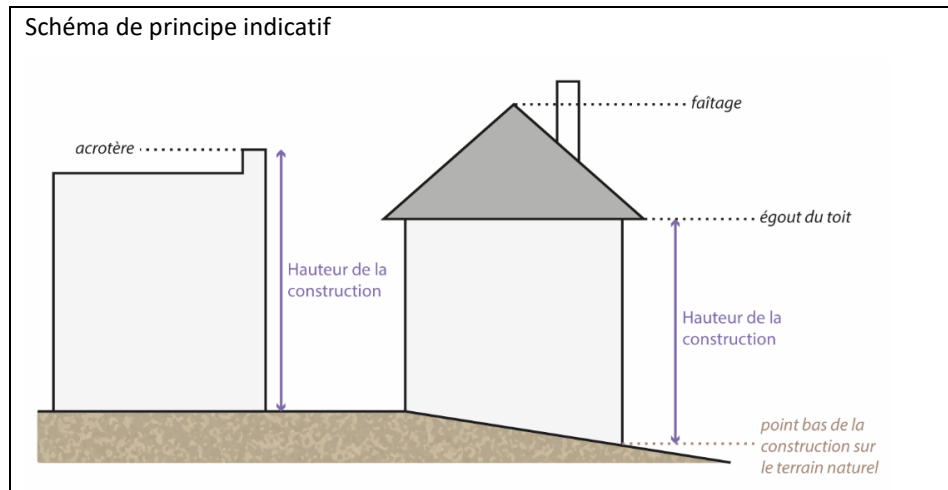 Schéma de principe indicatif
faîtage
acrotère
égout du toit
Hauteur de la
construction
Hauteur de la
construction
point bas de la
construction sur
le terrain naturel